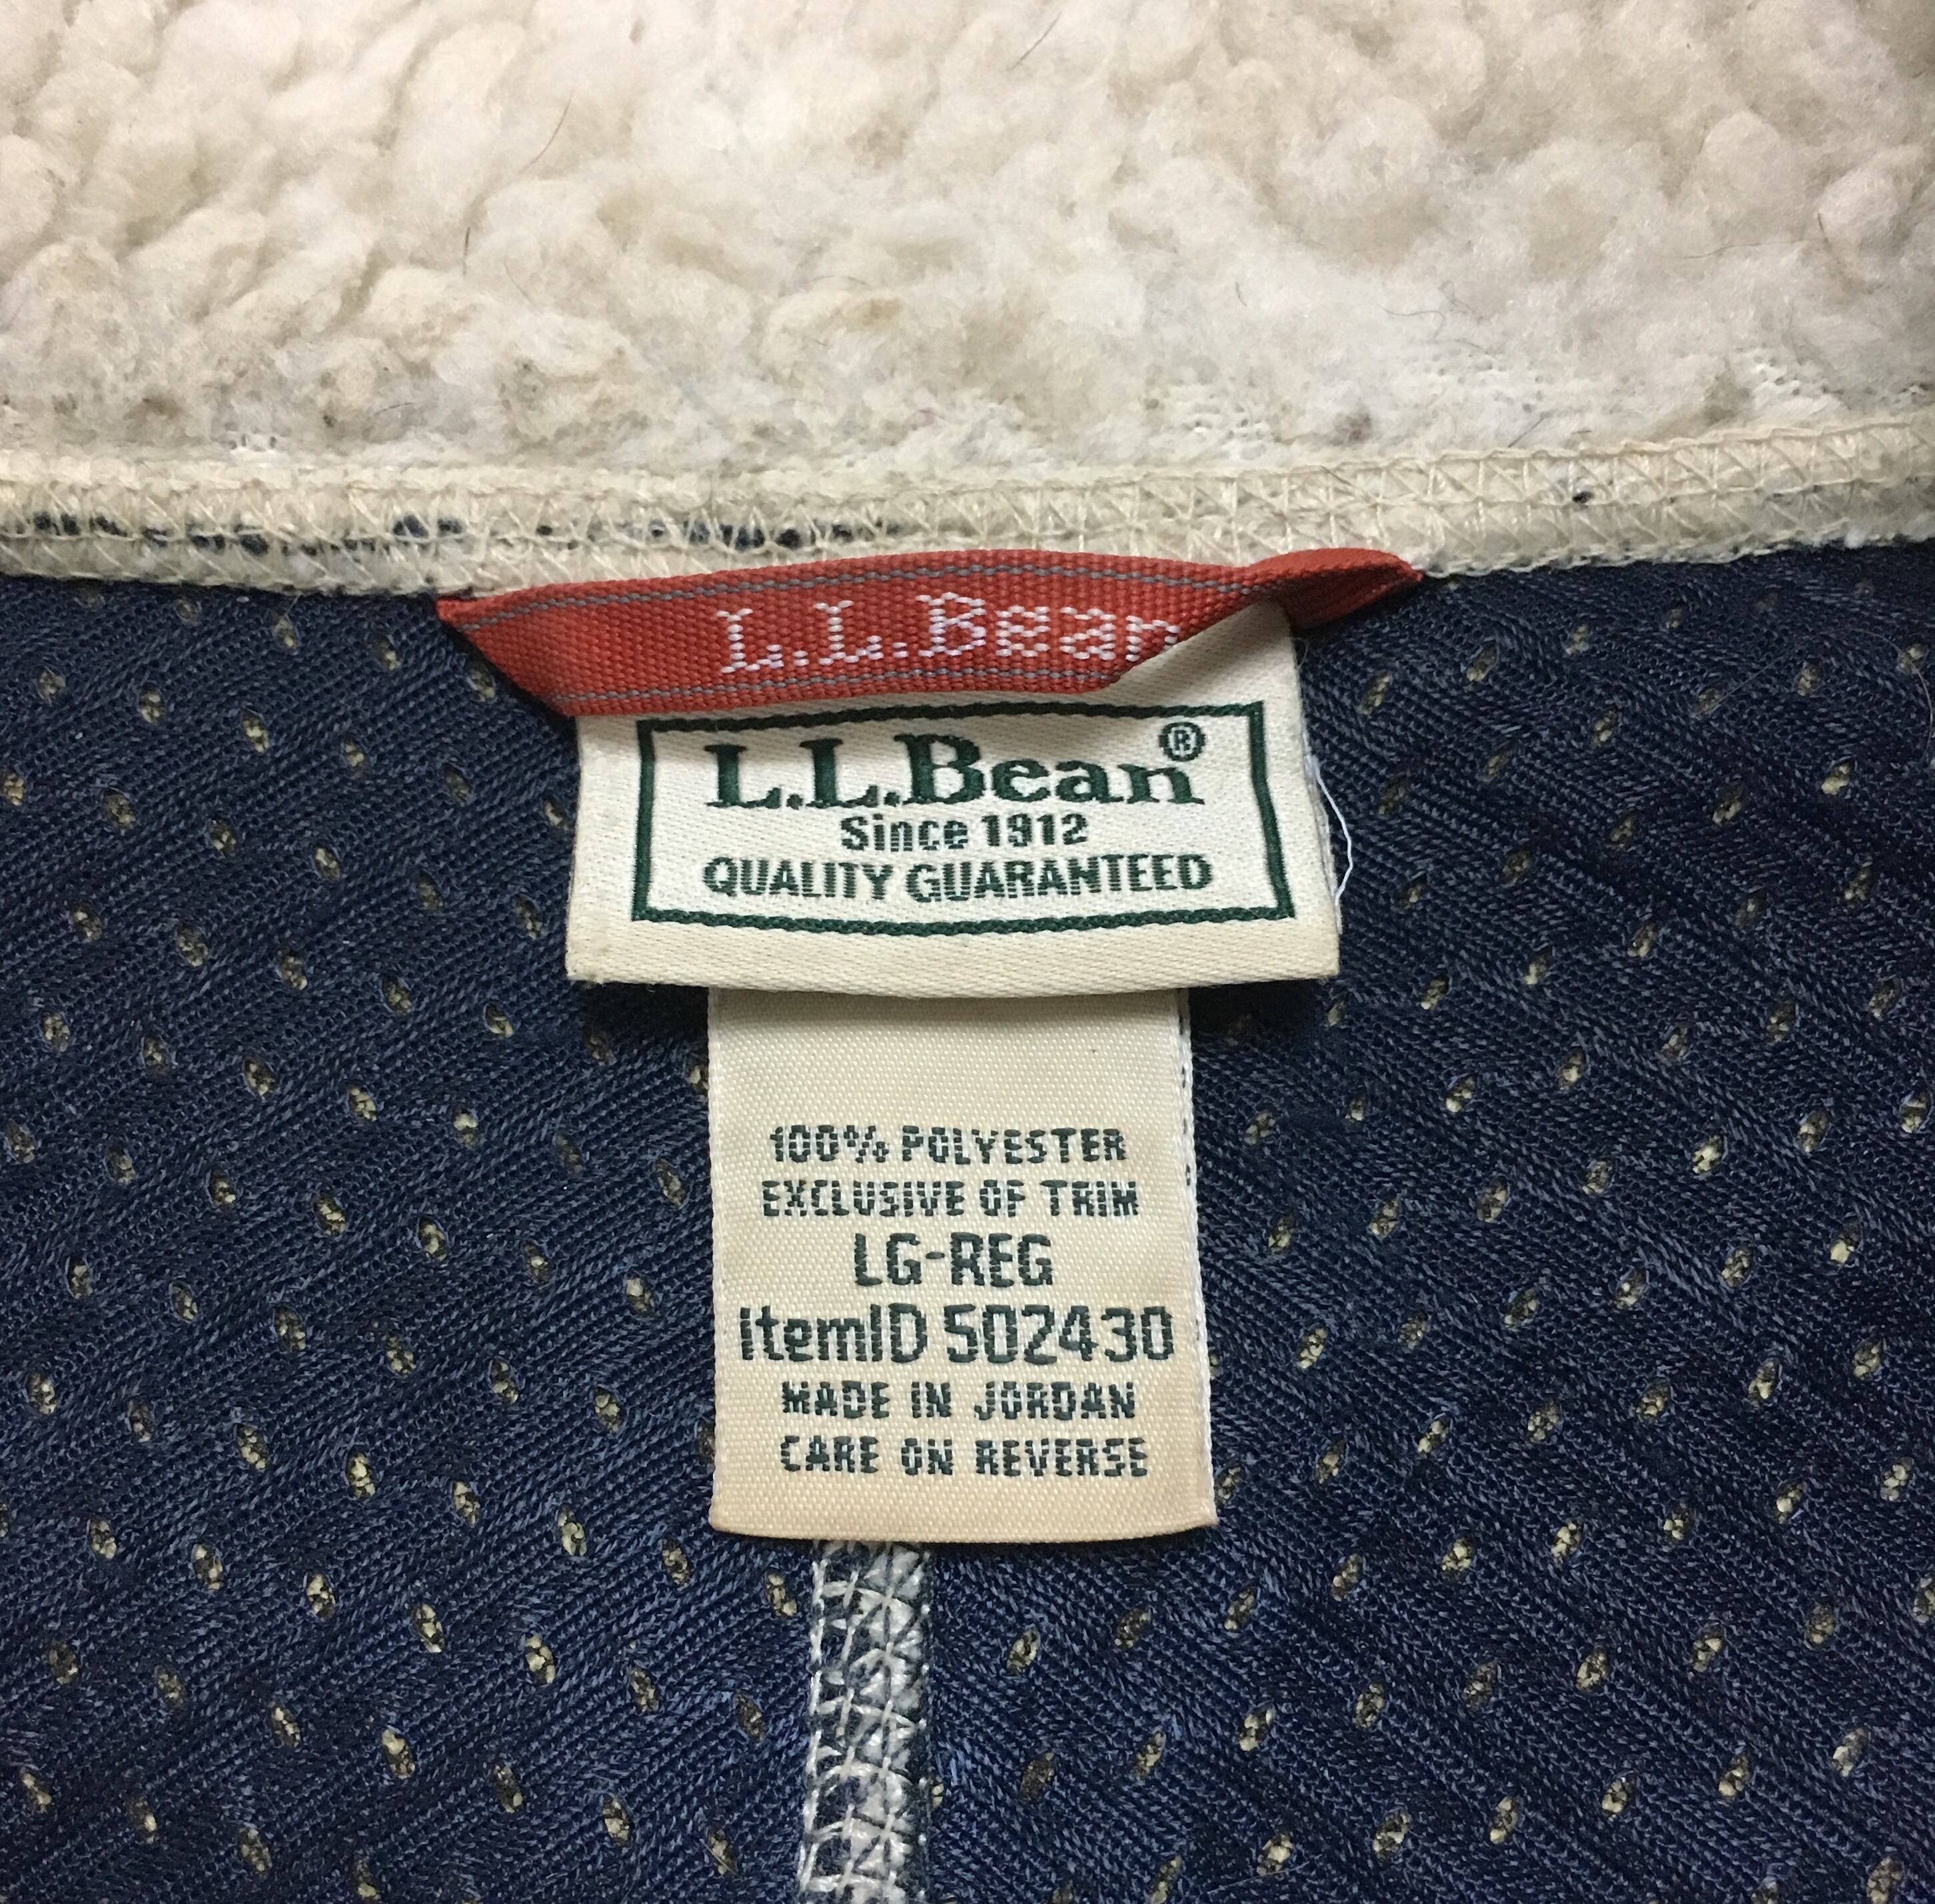 L.L.Bean
L.L.Bean®
Since 1912
QUALITY GUARANTEED
100% POLYESTER
EXCLUSIVE OF TRIM
LG-REG
ItemID 502430
MADE IN JORDAN
CARE ON REVERSE